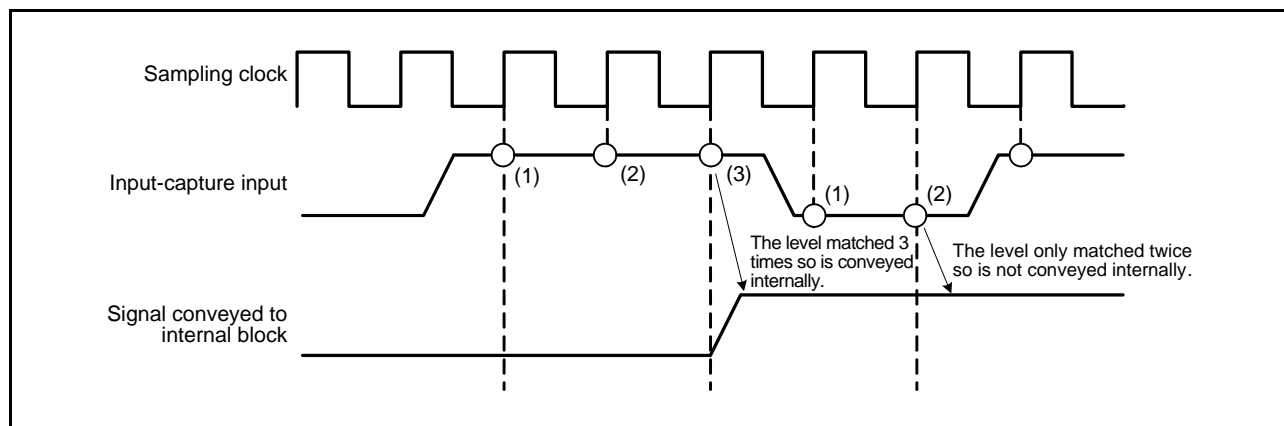 Sampling clock
Input-capture input
(1)
(2)
(3)
(1)
(2)
The level matched 3
times so is conveyed
internally.
The level only matched twice
so is not conveyed internally.
Signal conveyed to
internal block